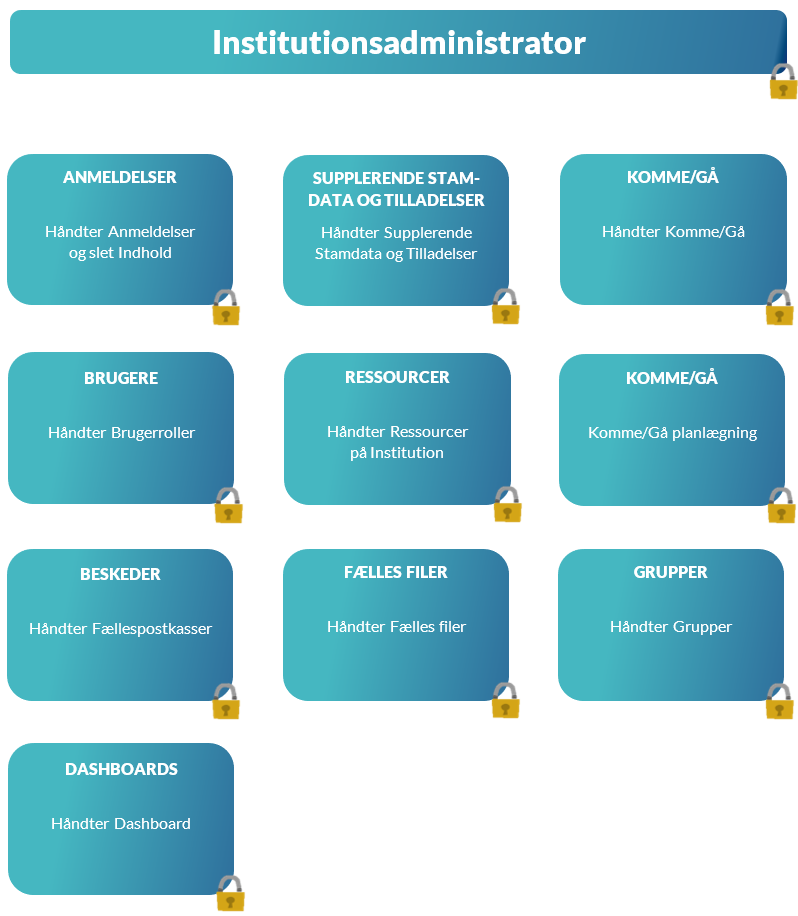 Institutionsadministrator
ANMELDELSER
Håndter Anmeldelser
og slet Indhold
SUPPLERENDE STAM-
DATA OG TILLADELSER
Håndter Supplerende
Stamdata og Tilladelser
KOMME/GÅ
Håndter Komme/Gå
BRUGERE
Håndter Brugerroller
RESSOURCER
Håndter Ressourcer
på Institution
KOMME/GÅ
Komme/Gå planlægning
BESKEDER
Håndter Fællespostkasser
FÆLLES FILER
Håndter Fælles filer
GRUPPER
Håndter Grupper
DASHBOARDS
Håndter Dashboard